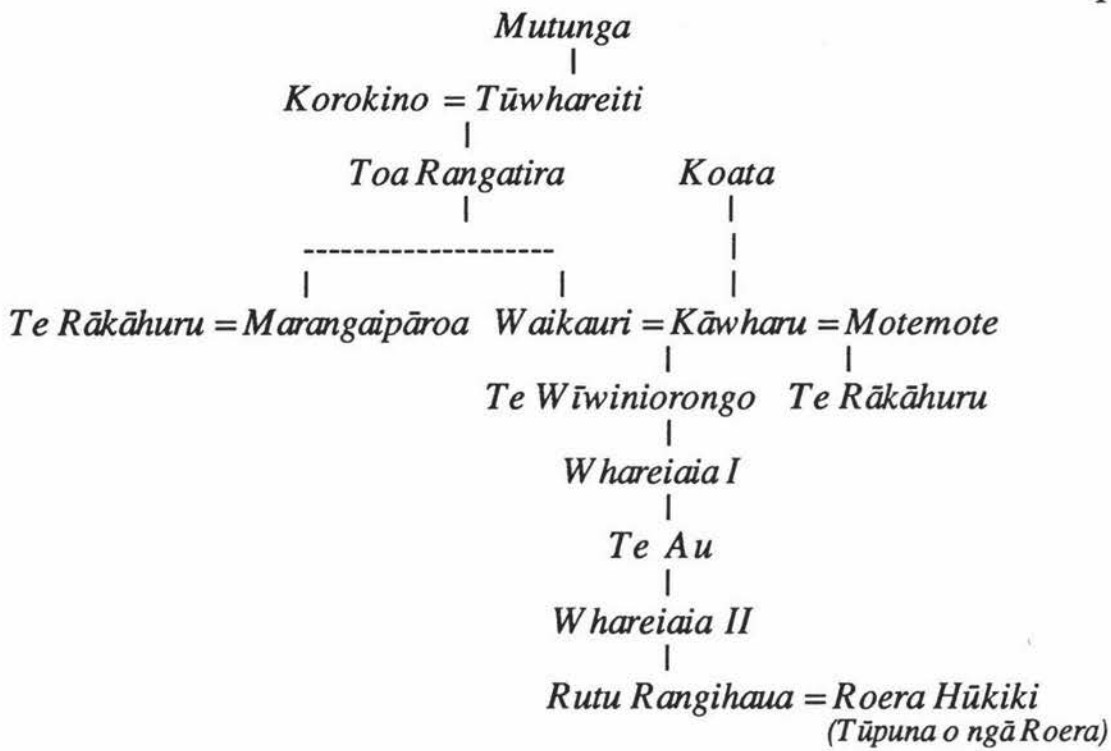 Mutunga
Korokino = Tūwhareiti
Toa Rangatira Koata
Te Rākāhuru = Marangaipāroa Waikauri = Kāwharu = Motemote
Te Wīwiniorongo Te Rākāhuru
Whareiaia I
Te Au
Whareiaia II
Rutu Rangihaua = Roera Hūkiki
(Tūpuna o ngā Roera)